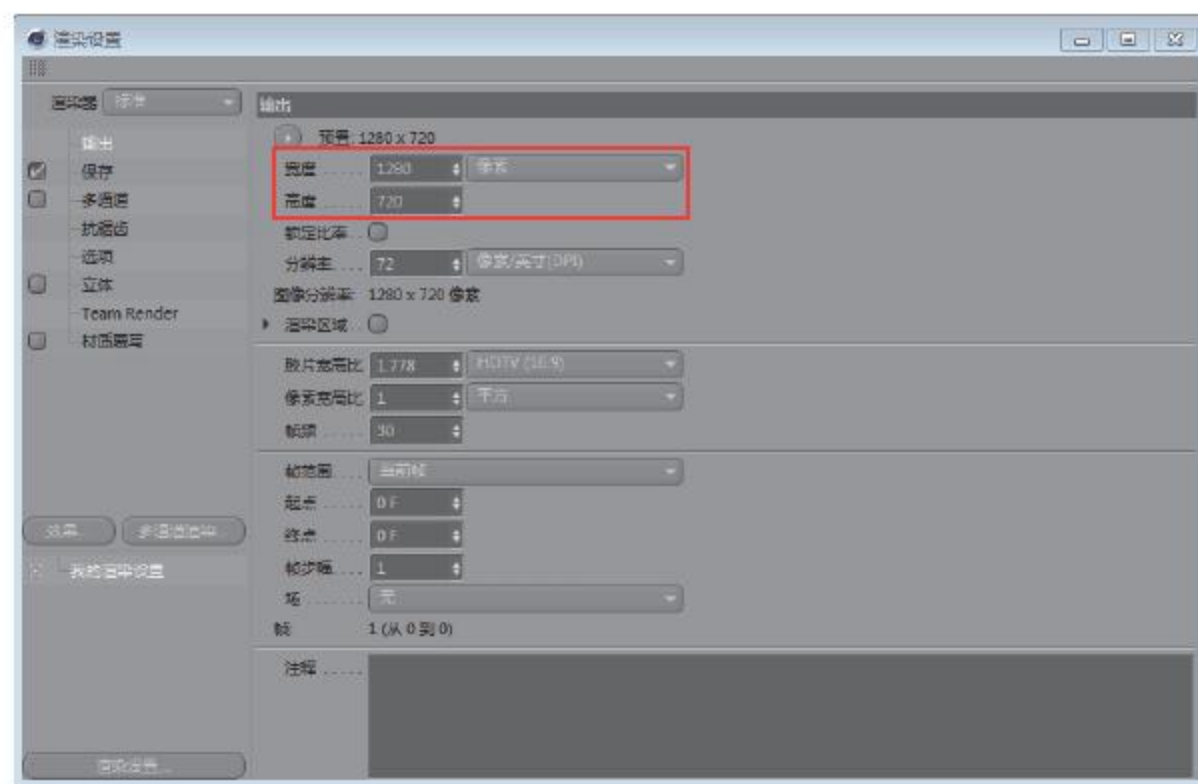 渲染设置
渲染器 标准
输出
保存
多通道
抗锯齿
选项
立体
Team Render
材质覆写
效果... 多通道渲染...
我的渲染设置
渲染设置...
输出
预置: 1280 x 720
宽度 ..... 1280 像素
高度 ..... 720
锁定比率 ..
分辨率 .... 72 像素/英寸(DPI)
图像分辨率: 1280 x 720 像素
渲染区域 ..
胶片宽高比 1.778 HDTV (16:9)
像素宽高比 1 平方
帧频 ..... 30
帧范围 ... 当前帧
起点 ..... 0 F
终点 ..... 0 F
帧步幅 .... 1
场 ....... 无
帧 1 (从 0 到 0)
注释 .....